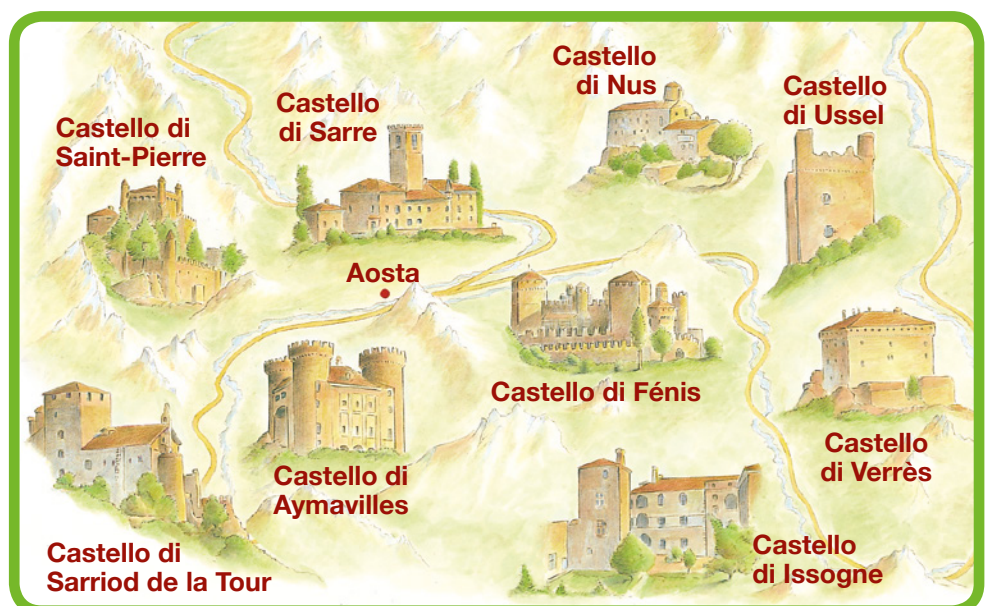 Castello
di Nus
Castello
di Ussel
Castello
di Sarre
Castello di
Saint-Pierre
Aosta
Castello di Fénis
Castello
di Verrès
Castello di
Aymavilles
Castello di
Sarriod de la Tour
Castello
di Issogne